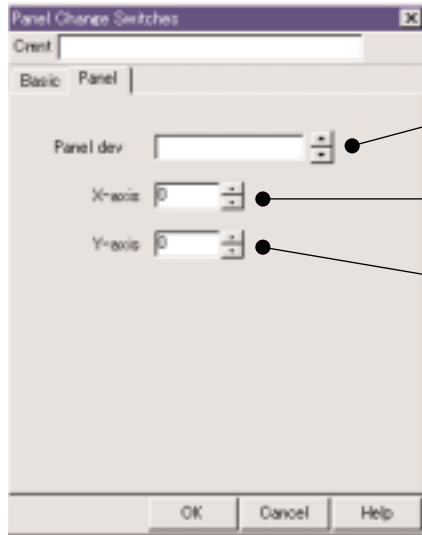 Panel Change Switches
Cmnt
Basic Panel
Panel dev
X-axis 0
Y-axis 0
OK Cancel Help